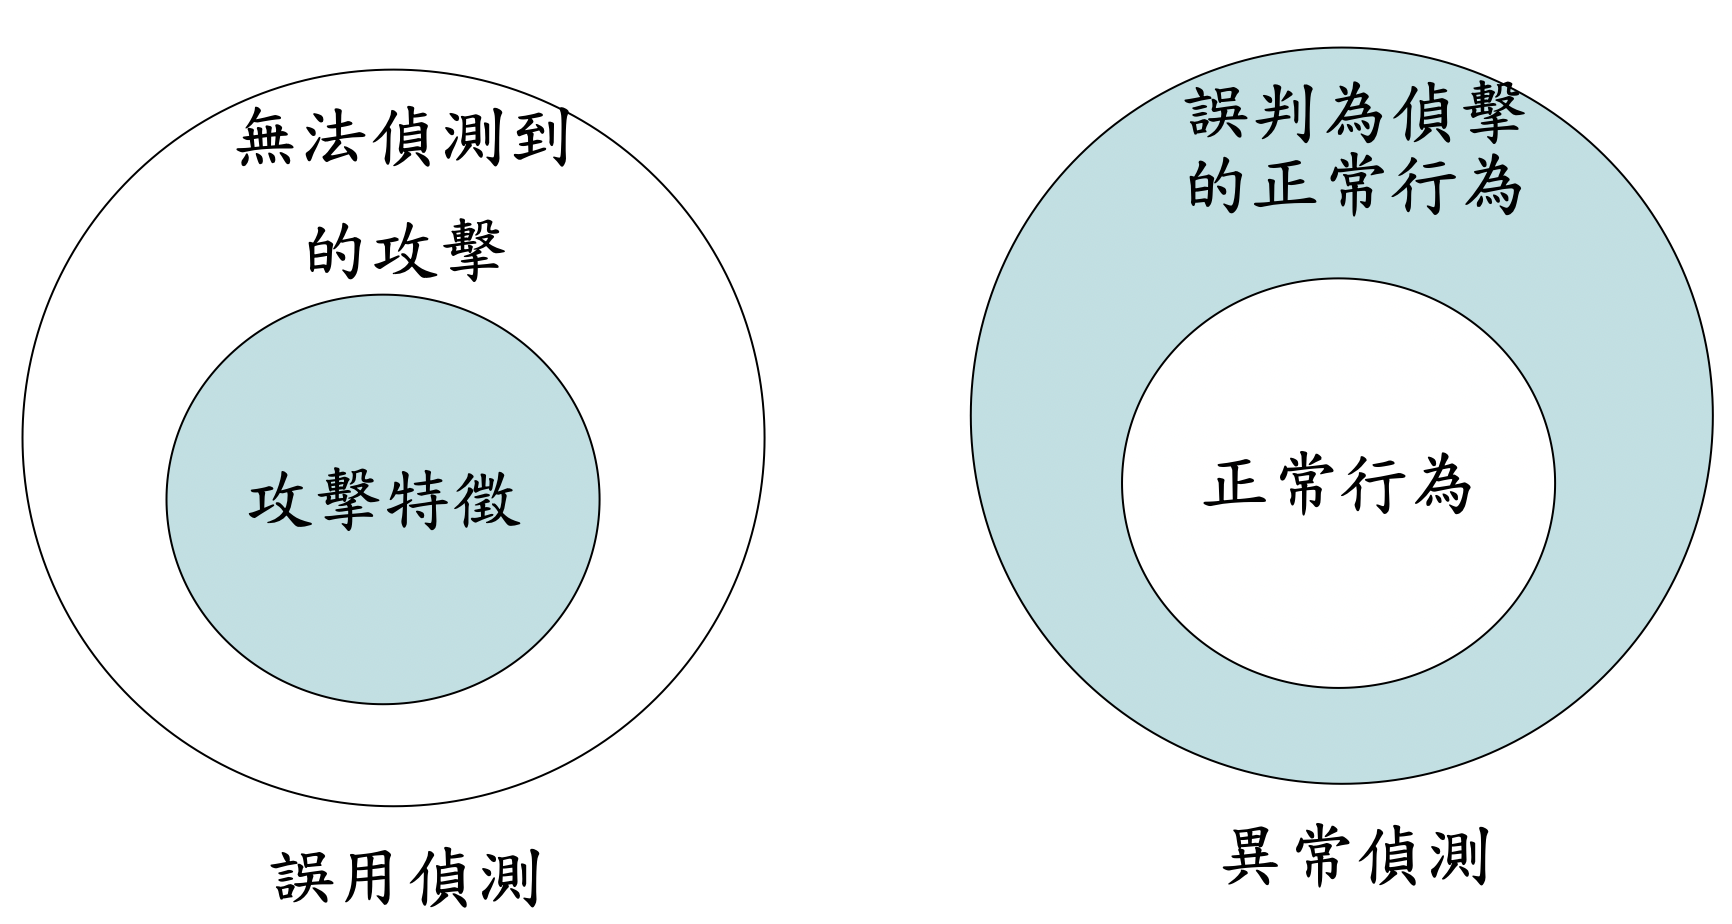 無法偵測到
的攻擊
攻擊特徵
誤用偵測
誤判為偵擊
的正常行為
正常行為
異常偵測